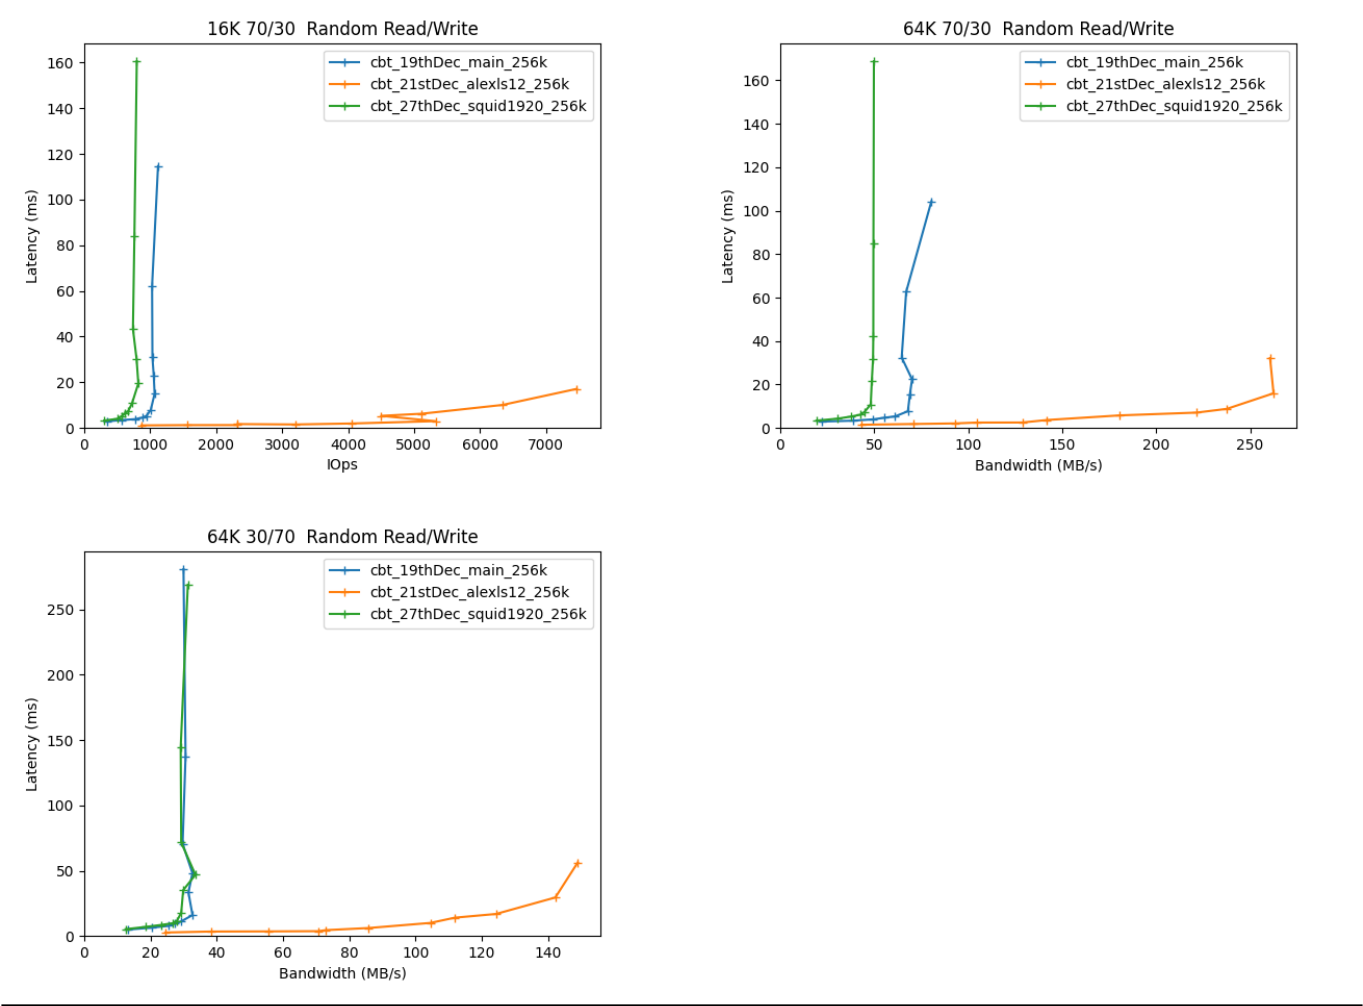 16K 70/30  Random Read/Write
160
140
120
100
80
60
40
20
0
Latency (ms)
cbt_19thDec_main_256k
cbt_21stDec_alexls12_256k
cbt_27thDec_squid1920_256k
0 1000 2000 3000 4000 5000 6000 7000
IOps
64K 70/30  Random Read/Write
160
140
120
100
80
60
40
20
0
Latency (ms)
cbt_19thDec_main_256k
cbt_21stDec_alexls12_256k
cbt_27thDec_squid1920_256k
0 50 100 150 200 250
Bandwidth (MB/s)
64K 30/70  Random Read/Write
250
200
150
100
50
0
Latency (ms)
cbt_19thDec_main_256k
cbt_21stDec_alexls12_256k
cbt_27thDec_squid1920_256k
0 20 40 60 80 100 120 140
Bandwidth (MB/s)